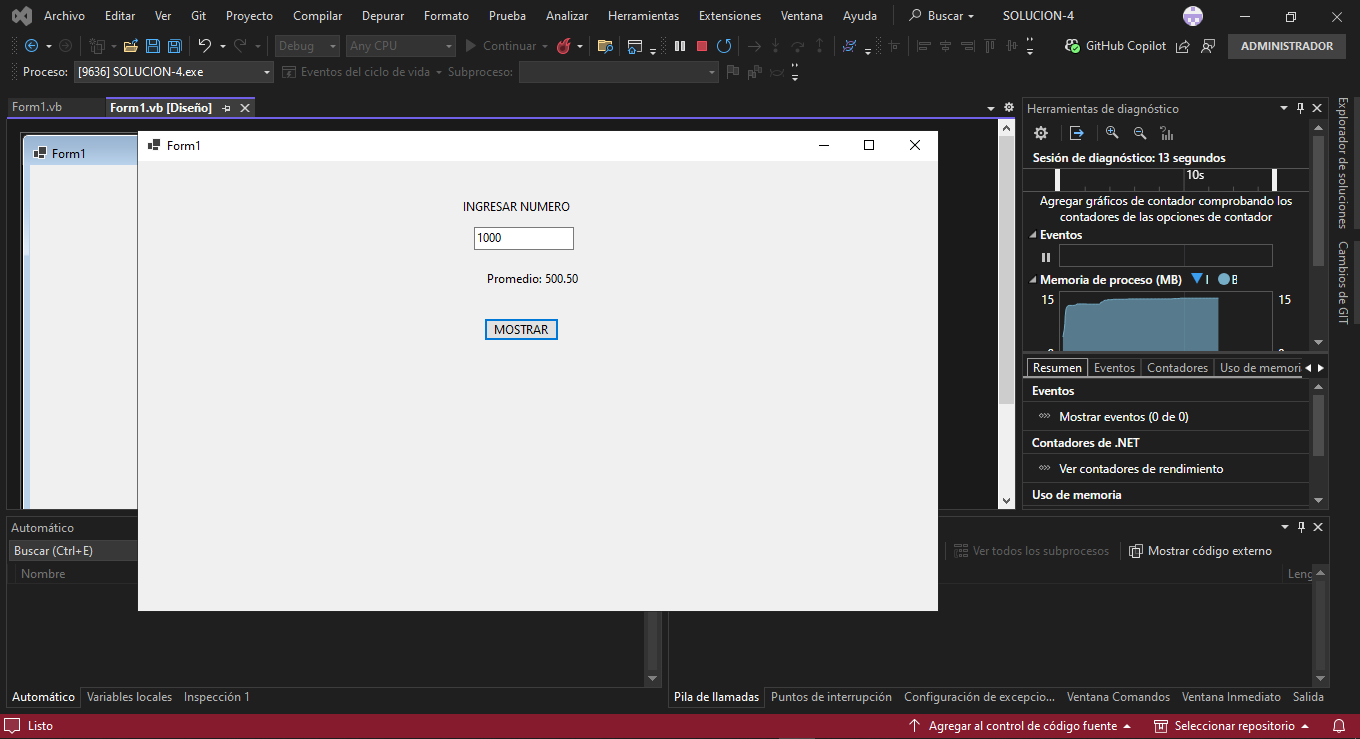 Archivo Editar Ver Git Proyecto Compilar Depurar Formato Prueba Analizar Herramientas Extensiones Ventana Ayuda Buscar SOLUCION-4
Debug Any CPU Continuar GitHub Copilot ADMINISTRADOR
Proceso: [9636] SOLUCION-4.exe Eventos del ciclo de vida Subproceso:
Form1.vb Form1.vb [Diseño]
Form1
Form1
INGRESAR NUMERO
1000
Promedio: 500.50
MOSTRAR
Herramientas de diagnóstico
Sesión de diagnóstico: 13 segundos
10s
Agregar gráficos de contador comprobando los
contadores de las opciones de contador
Eventos
Memoria de proceso (MB) I B
15 15
Resumen Eventos Contadores Uso de memori
Eventos
Mostrar eventos (0 de 0)
Contadores de .NET
Ver contadores de rendimiento
Uso de memoria
Explorador de soluciones
Cambios de GIT
Automático
Buscar (Ctrl+E)
Nombre
Ver todos los subprocesos Mostrar código externo
Leng
Automático Variables locales Inspección 1
Pila de llamadas Puntos de interrupción Configuración de excepcio... Ventana Comandos Ventana Inmediato Salida
Listo Agregar al control de código fuente Seleccionar repositorio